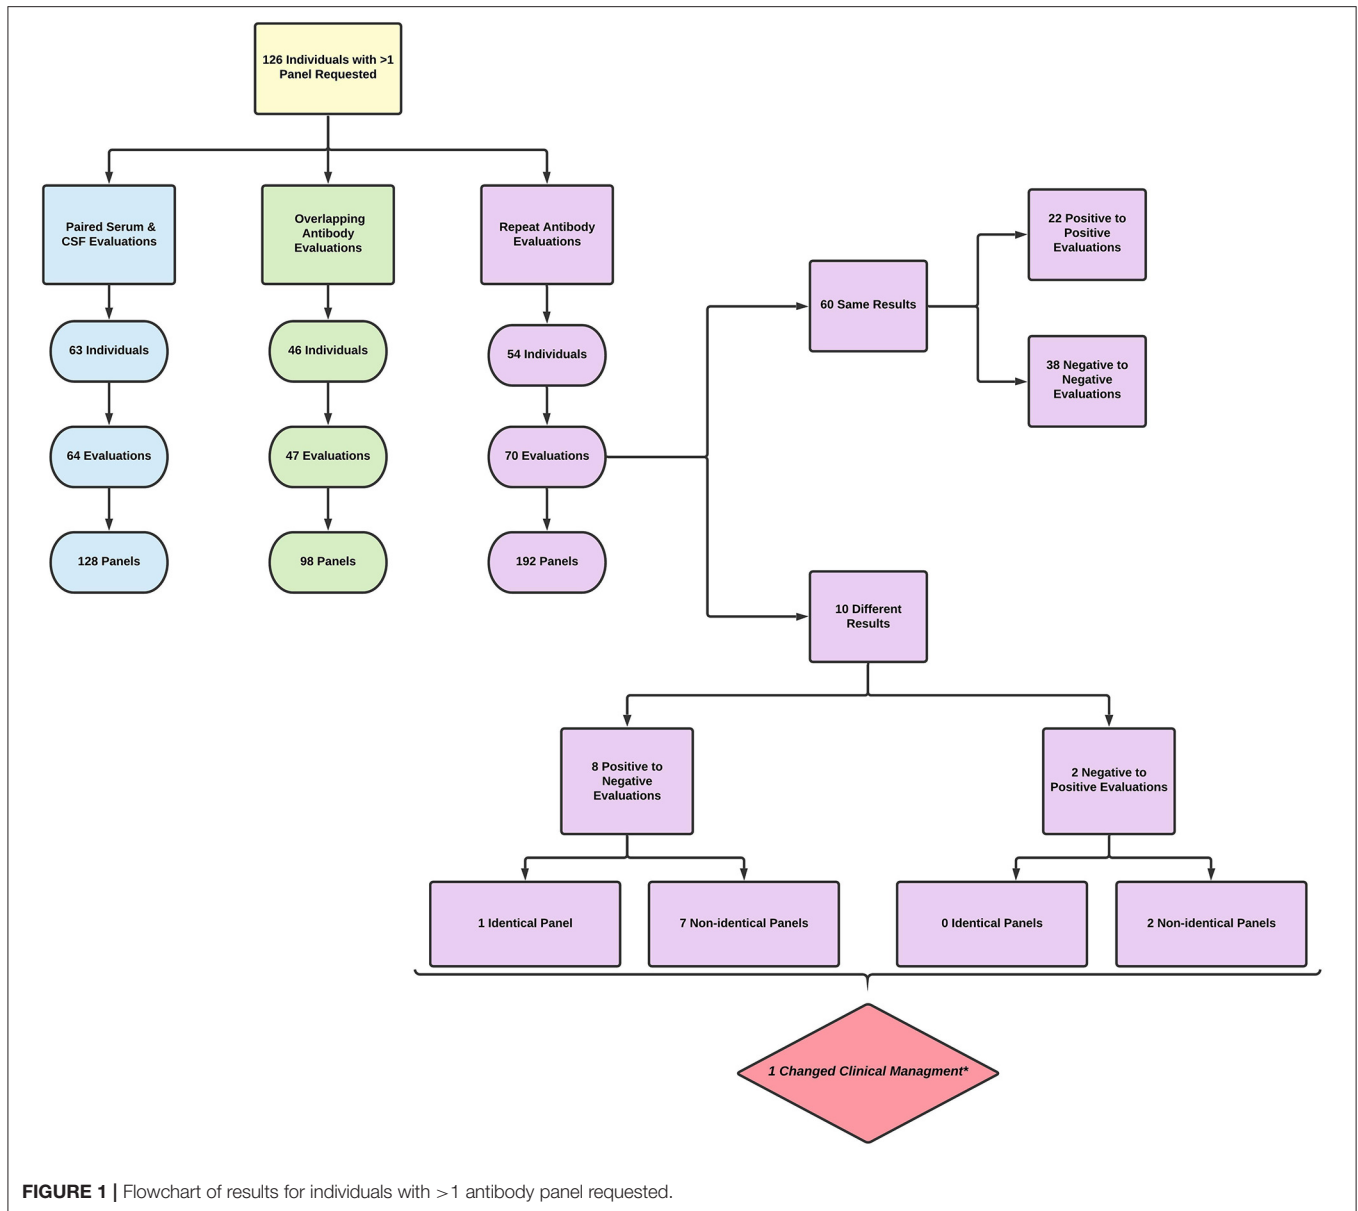 126 Individuals with >1
Panel Requested
Paired Serum &
CSF Evaluations
Overlapping
Antibody
Evaluations
Repeat Antibody
Evaluations
22 Positive to
Positive
Evaluations
60 Same Results
38 Negative to
Negative
Evaluations
63 Individuals
46 Individuals
54 Individuals
64 Evaluations
47 Evaluations
70 Evaluations
128 Panels
98 Panels
192 Panels
10 Different
Results
8 Positive to
Negative
Evaluations
2 Negative to
Positive Evaluations
1 Identical Panel
7 Non-identical Panels
0 Identical Panels
2 Non-identical Panels
1 Changed Clinical Managment*
FIGURE 1 | Flowchart of results for individuals with >1 antibody panel requested.